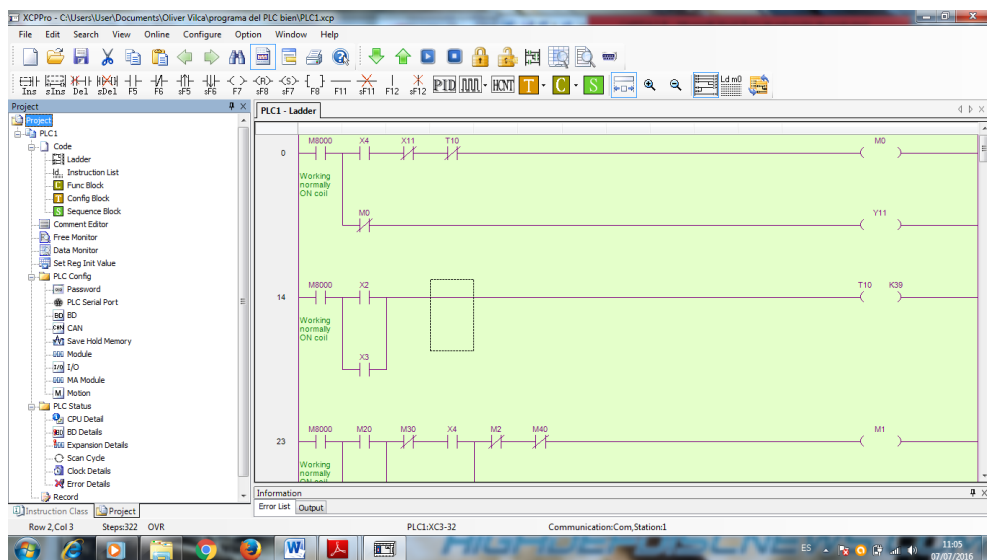 XCPPro - C:\Users\User\Documents\Oliver Vilca\programa del PLC bien\PLC1.xcp
File Edit Search View Online Configure Option Window Help
Ins sIns Del sDel F5 F6 sF5 sF6 F7 sF8 sF7 F8 F11 sF11 F12 sF12 PID HCNT T C S Ld m0
Project
PLC1 - Ladder
Project
PLC1
Code
Ladder
Instruction List
Func Block
Config Block
Sequence Block
Comment Editor
Free Monitor
Data Monitor
Set Reg Init Value
PLC Config
Password
PLC Serial Port
BD
CAN
Save Hold Memory
Module
I/O
MA Module
Motion
PLC Status
CPU Detail
BD Details
Expansion Details
Scan Cycle
Clock Details
Error Details
Record
Instruction Class Project
M8000 X4 X11 T10 M0
0
Working
normally
ON coil
M0 Y11
M8000 X2 T10 K39
14
Working
normally
ON coil
X3
M8000 M20 M30 X4 M2 M40 M1
23
Working
normally
ON coil
Information
Error List Output
Row 2,Col 3 Steps:322 OVR PLC1:XC3-32 Communication:Com,Station:1
ES 11:05
07/07/2016